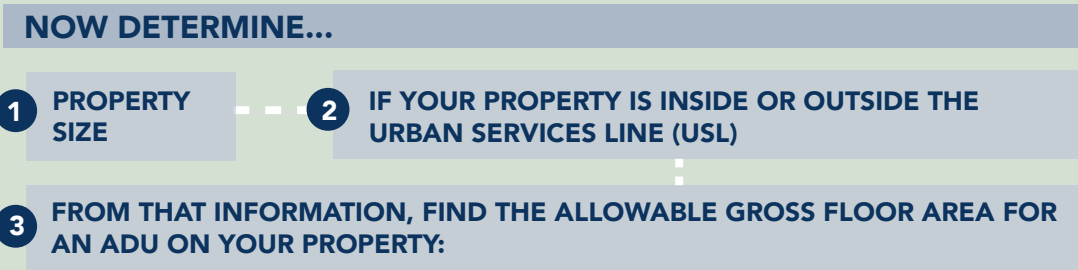 NOW DETERMINE...
1 PROPERTY
SIZE
2 IF YOUR PROPERTY IS INSIDE OR OUTSIDE THE
URBAN SERVICES LINE (USL)
3 FROM THAT INFORMATION, FIND THE ALLOWABLE GROSS FLOOR AREA FOR
AN ADU ON YOUR PROPERTY: